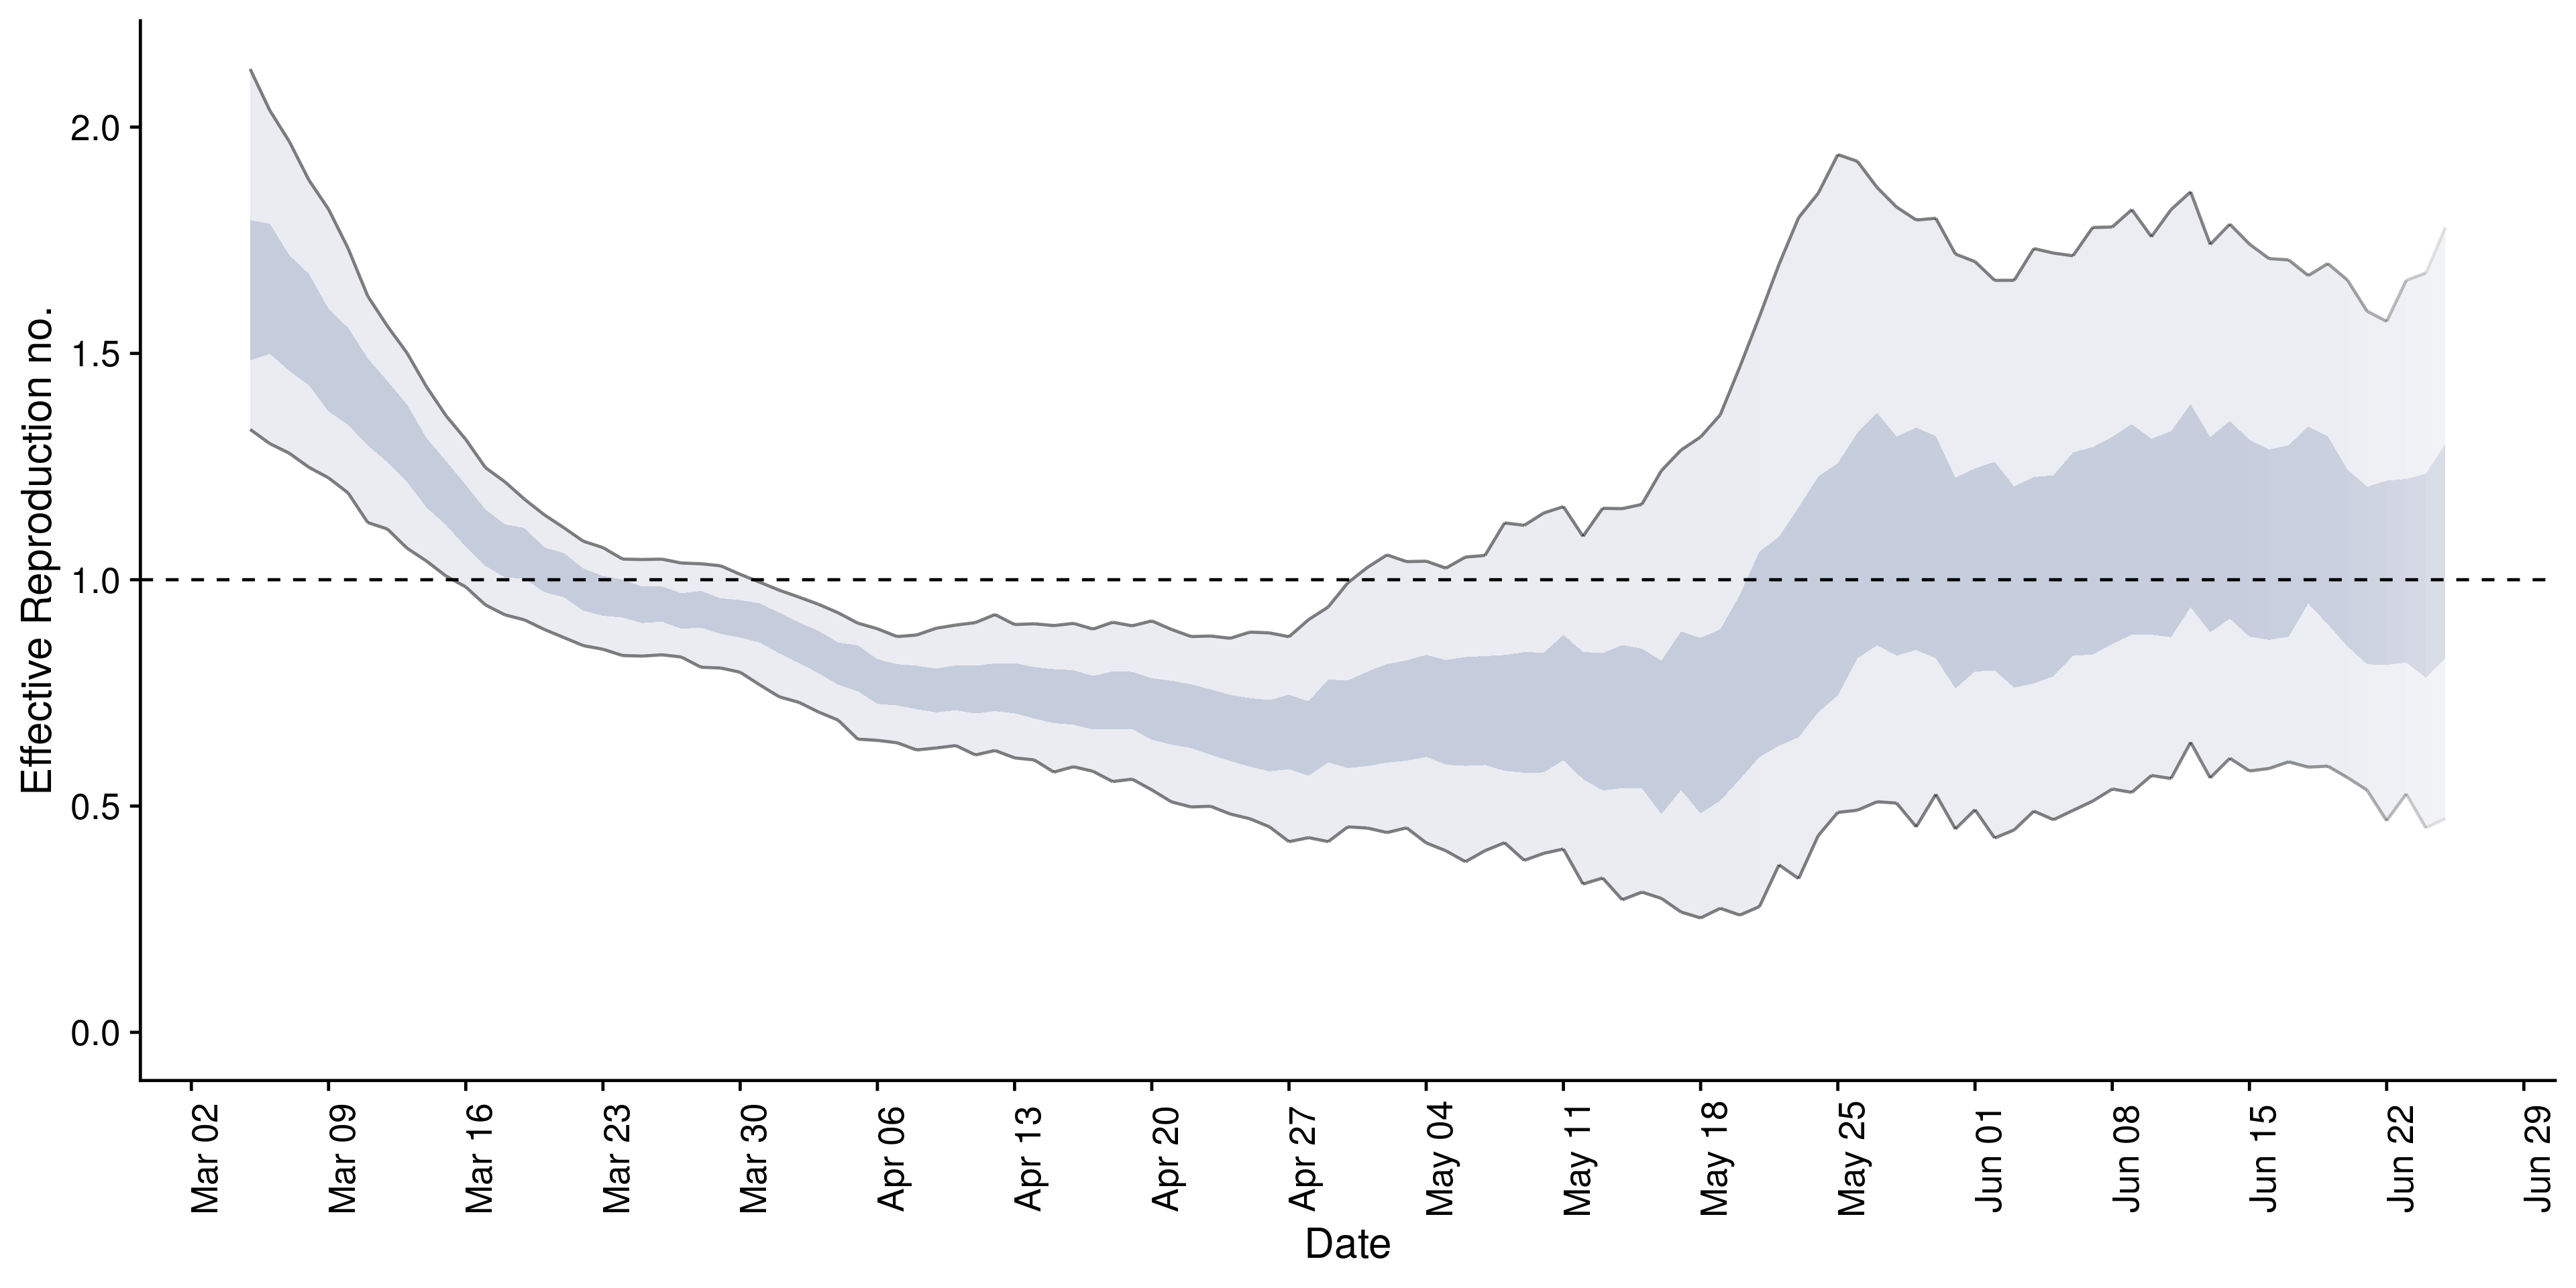 Effective Reproduction no.
2.0
1.5
1.0
0.5
0.0
Mar 02
Mar 09
Mar 16
Mar 23
Mar 30
Apr 06
Apr 13
Apr 20
Apr 27
May 04
May 11
May 18
May 25
Jun 01
Jun 08
Jun 15
Jun 22
Jun 29
Date